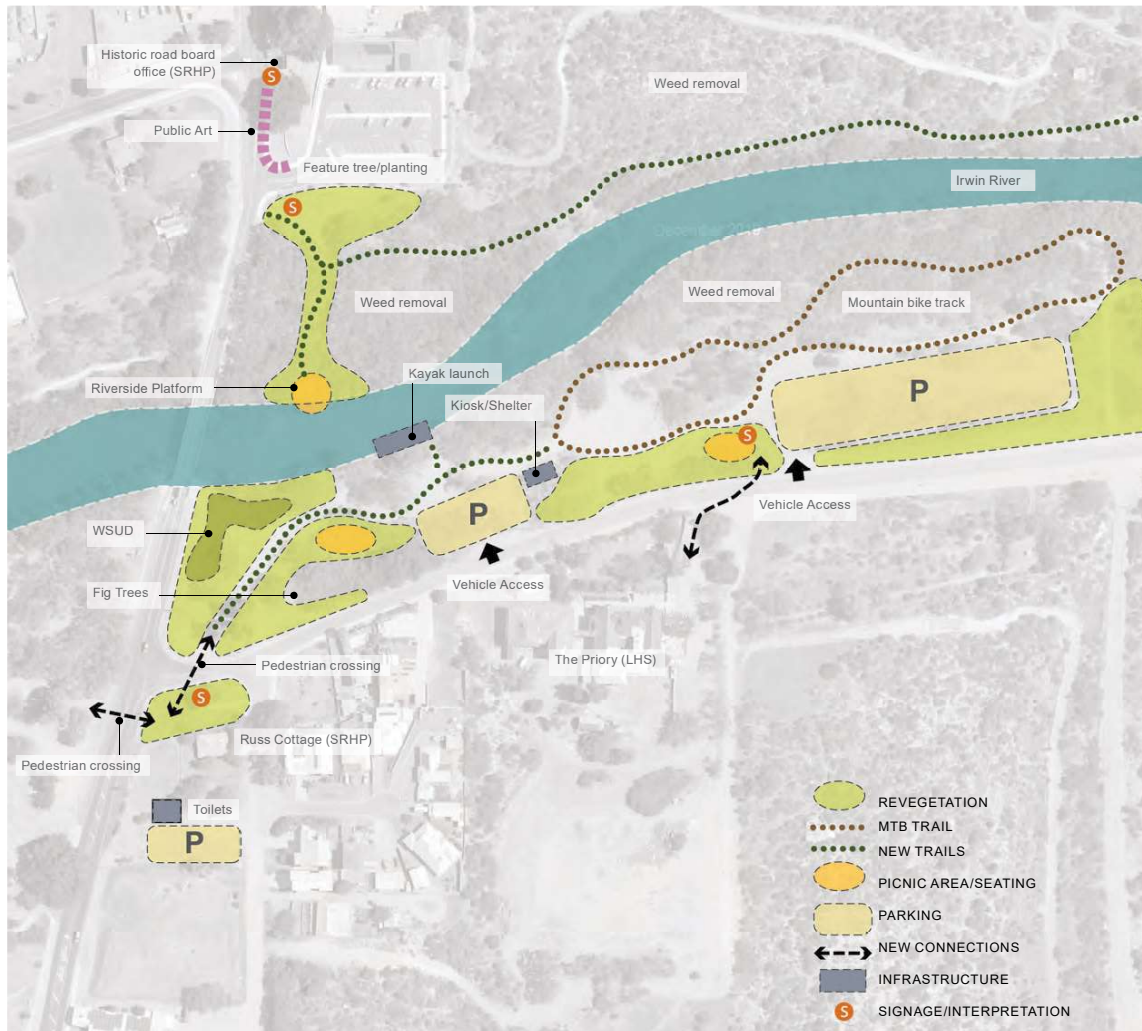 Historic road board
office (SRHP)
S
Weed removal
Public Art
Feature tree/planting
Irwin River
S
Weed removal
Weed removal
Mountain bike track
Kayak launch
Riverside Platform
P
Kiosk/Shelter
S
Vehicle Access
P
WSUD
Vehicle Access
Fig Trees
The Priory (LHS)
Pedestrian crossing
S
Russ Cottage (SRHP)
Pedestrian crossing
Toilets
P
REVEGETATION
MTB TRAIL
NEW TRAILS
PICNIC AREA/SEATING
PARKING
NEW CONNECTIONS
INFRASTRUCTURE
S SIGNAGE/INTERPRETATION